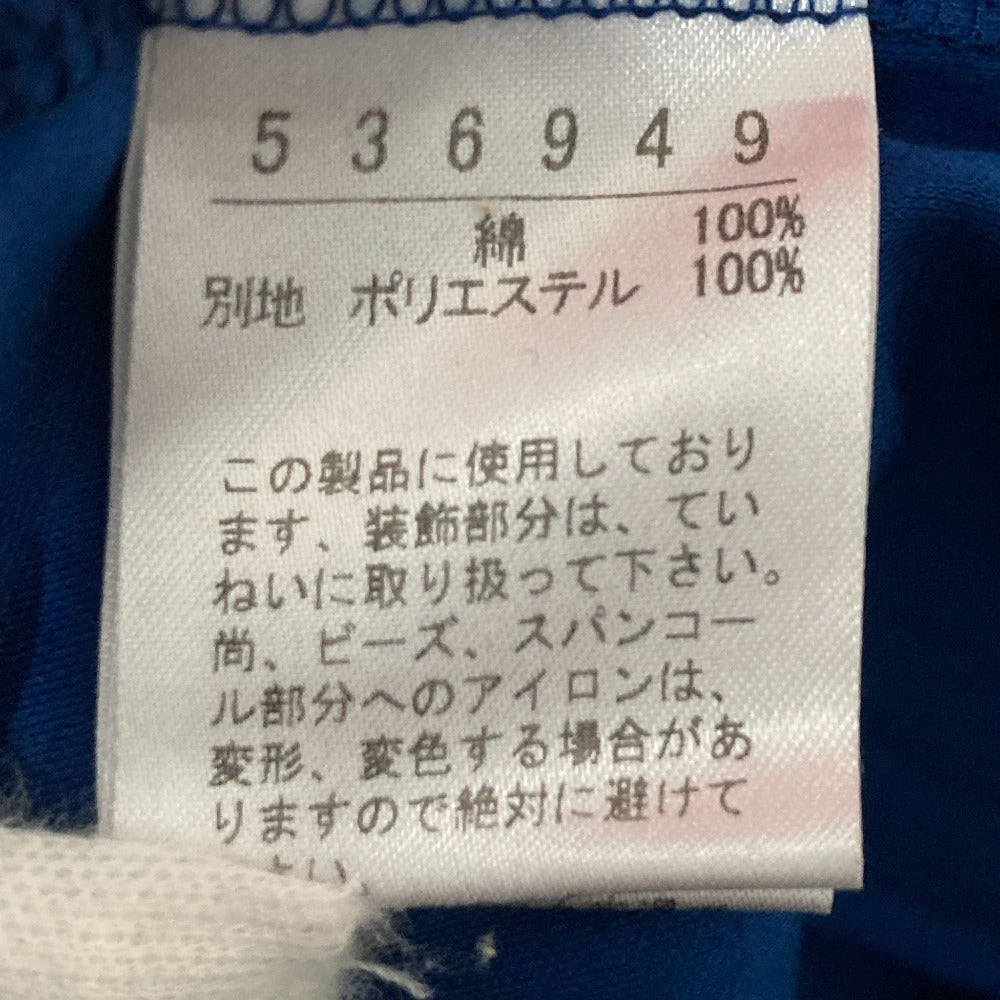 5 3 6 9 4 9
綿 100%
別地 ポリエステル 100%
この製品に使用しており
ます、装飾部分は、てい
ねいに取り扱って下さい。
尚、ビーズ、スパンコー
ル部分へのアイロンは、
変形、変色する場合があ
りますので絶対に避けて